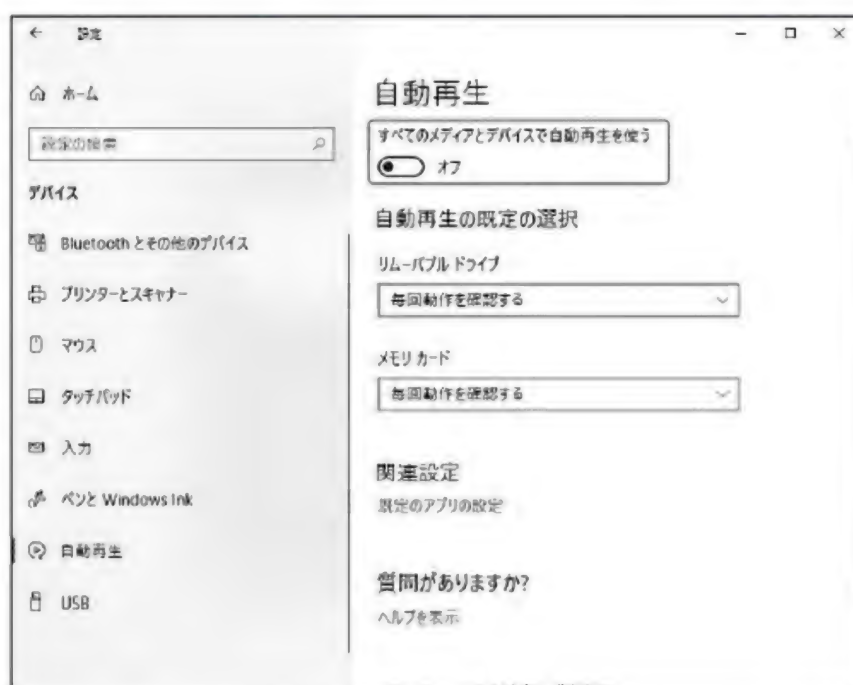 設定
ホーム
設定の検索
デバイス
Bluetooth とその他のデバイス
プリンターとスキャナー
マウス
タッチパッド
入力
ペンと Windows Ink
自動再生
USB
自動再生
すべてのメディアとデバイスで自動再生を使う
オフ
自動再生の既定の選択
リムーバブル ドライブ
毎回動作を確認する
メモリ カード
毎回動作を確認する
関連設定
既定のアプリの設定
質問がありますか?
ヘルプを表示